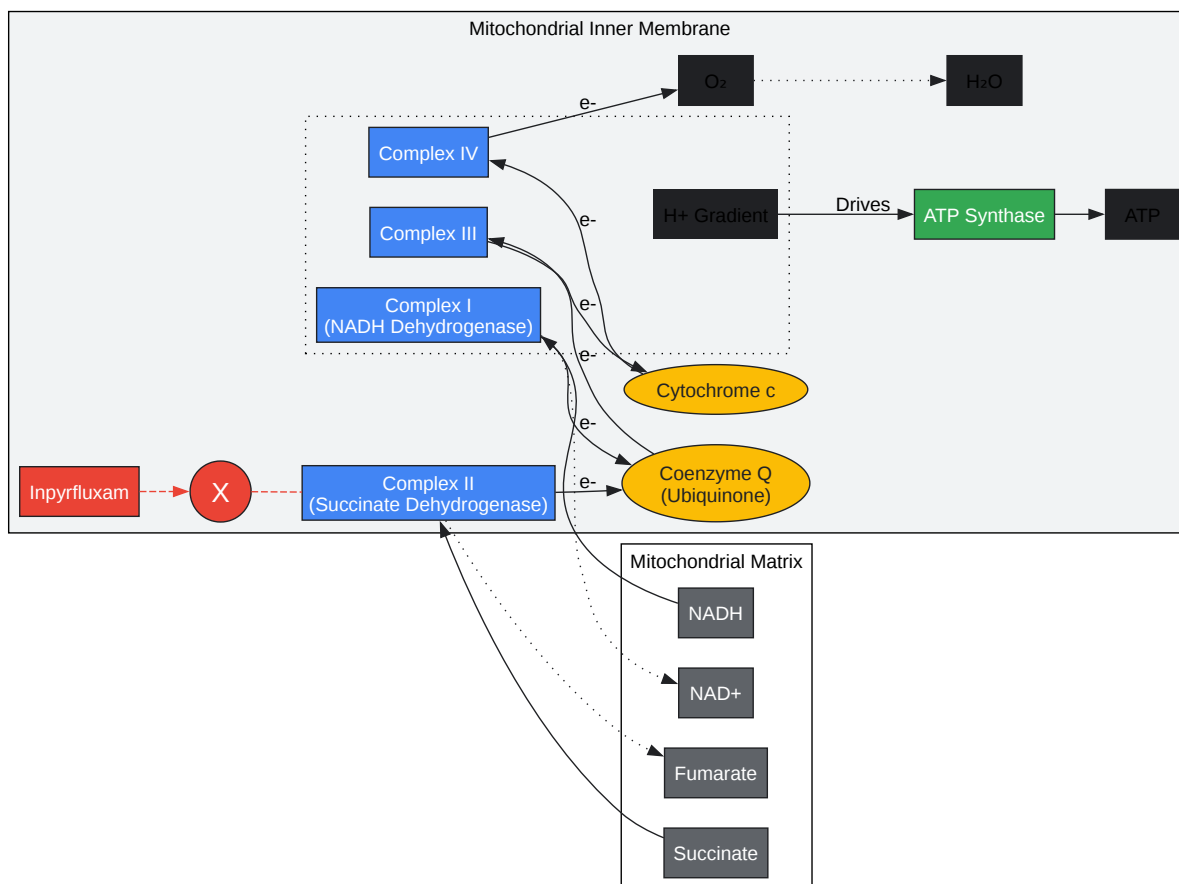 Mitochondrial Inner Membrane
O₂
H₂O
e-
Complex IV
H+ Gradient
Drives
ATP Synthase
ATP
e-
Complex III
Complex I
(NADH Dehydrogenase)
e-
e-
Cytochrome c
e-
Inpyrfluxam
X
Complex II
(Succinate Dehydrogenase)
e-
Coenzyme Q
(Ubiquinone)
Mitochondrial Matrix
NADH
NAD+
Fumarate
Succinate